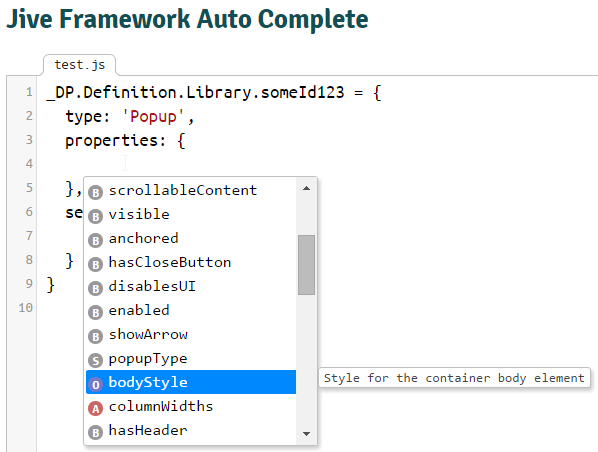 Jive Framework Auto Complete
test.js
1 _DP.Definition.Library.someId123 = {
2 type: 'Popup',
3 properties: {
4
5 },
6 se
7
8 }
9 }
10
B scrollableContent
B visible
B anchored
B hasCloseButton
B disablesUI
B enabled
B showArrow
S popupType
O bodyStyle
Style for the container body element
A columnWidths
B hasHeader